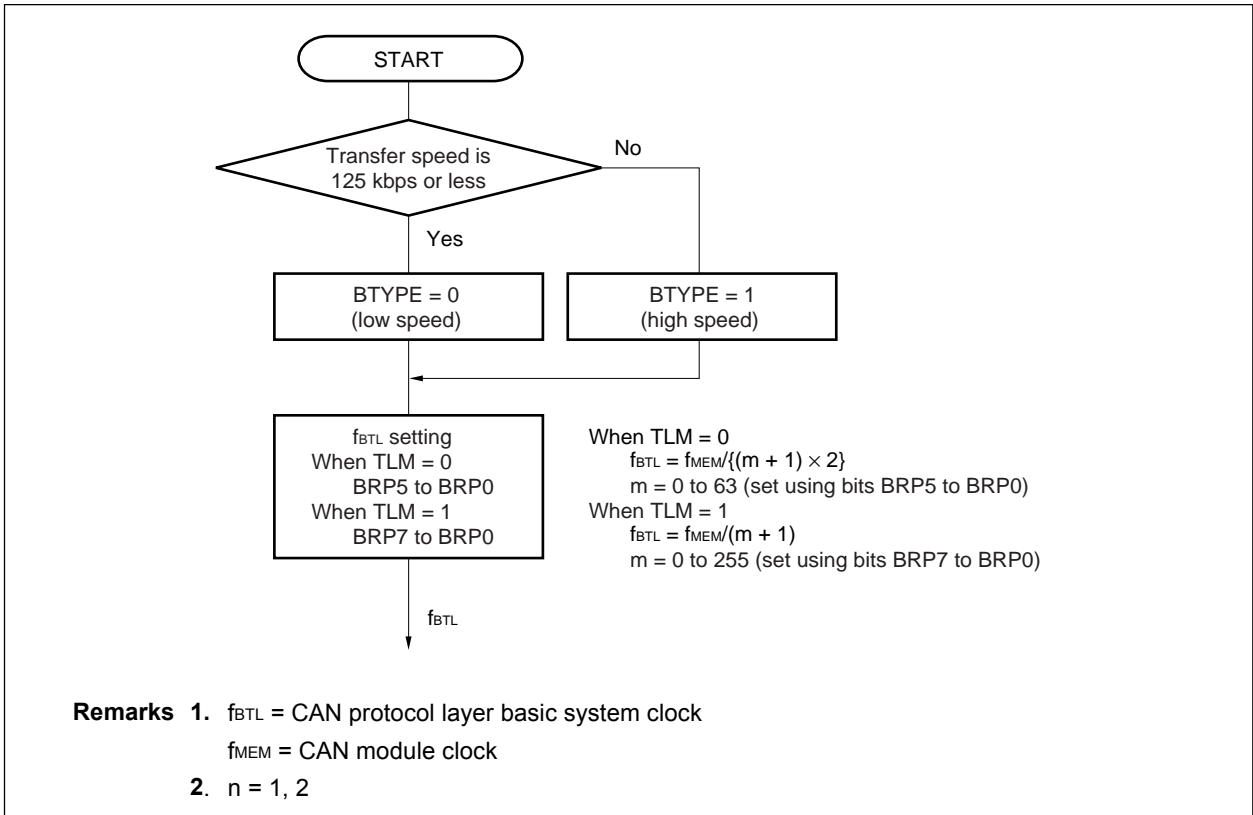 START
Transfer speed is
125 kbps or less
No
Yes
BTYPE = 0
(low speed)
BTYPE = 1
(high speed)
fBTL setting
When TLM = 0
BRP5 to BRP0
When TLM = 1
BRP7 to BRP0
When TLM = 0
fBTL = fMEM/{(m + 1) × 2}
m = 0 to 63 (set using bits BRP5 to BRP0)
When TLM = 1
fBTL = fMEM/(m + 1)
m = 0 to 255 (set using bits BRP7 to BRP0)
fBTL
Remarks 1. fBTL = CAN protocol layer basic system clock
fMEM = CAN module clock
2. n = 1, 2